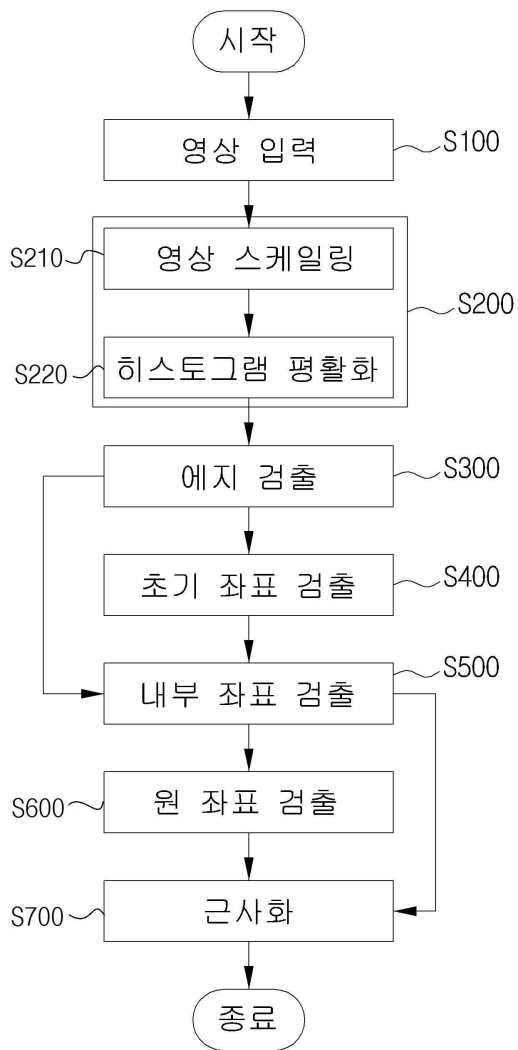 시작
영상 입력
S100
S210
영상 스케일링
S200
S220
히스토그램 평활화
에지 검출
S300
초기 좌표 검출
S400
내부 좌표 검출
S500
S600
원 좌표 검출
S700
근사화
종료